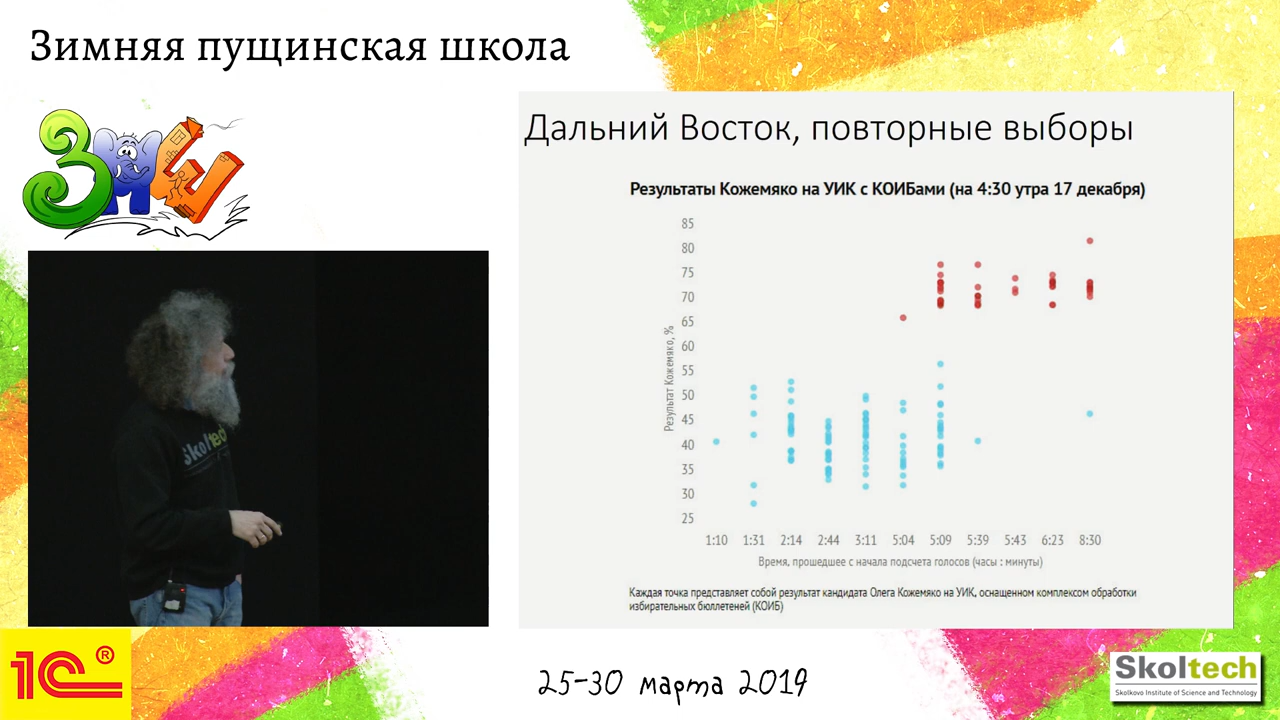 Зимняя пущинская школа
ЗПШ
Дальний Восток, повторные выборы
Результаты Кожемяко на УИК с КОИБами (на 4:30 утра 17 декабря)
85
80
75
70
65
60
55
50
45
40
35
30
25
Результат Кожемяко, %
1:10 1:31 2:14 2:44 3:11 5:04 5:09 5:39 5:43 6:23 8:30
Время, прошедшее с начала подсчета голосов (часы : минуты)
Каждая точка представляет собой результат кандидата Олега Кожемяко на УИК, оснащенном комплексом обработки
избирательных бюллетеней (КОИБ)
Skoltech
1C®
25-30 марта 2019
Skoltech
Skolkovo Institute of Science and Technology